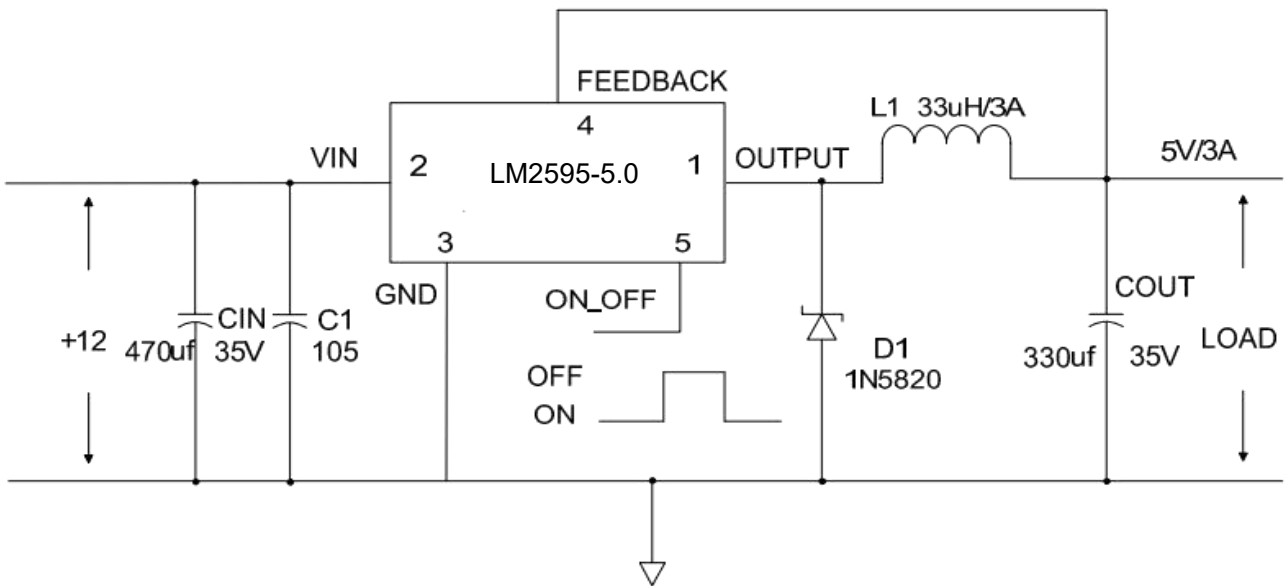 FEEDBACK
4
L1 33uH/3A
VIN
2
LM2595-5.0
1
OUTPUT
5V/3A
3
5
GND
ON_OFF
+12
CIN
470uf 35V
C1
105
OFF
ON
D1
1N5820
COUT
330uf 35V
LOAD